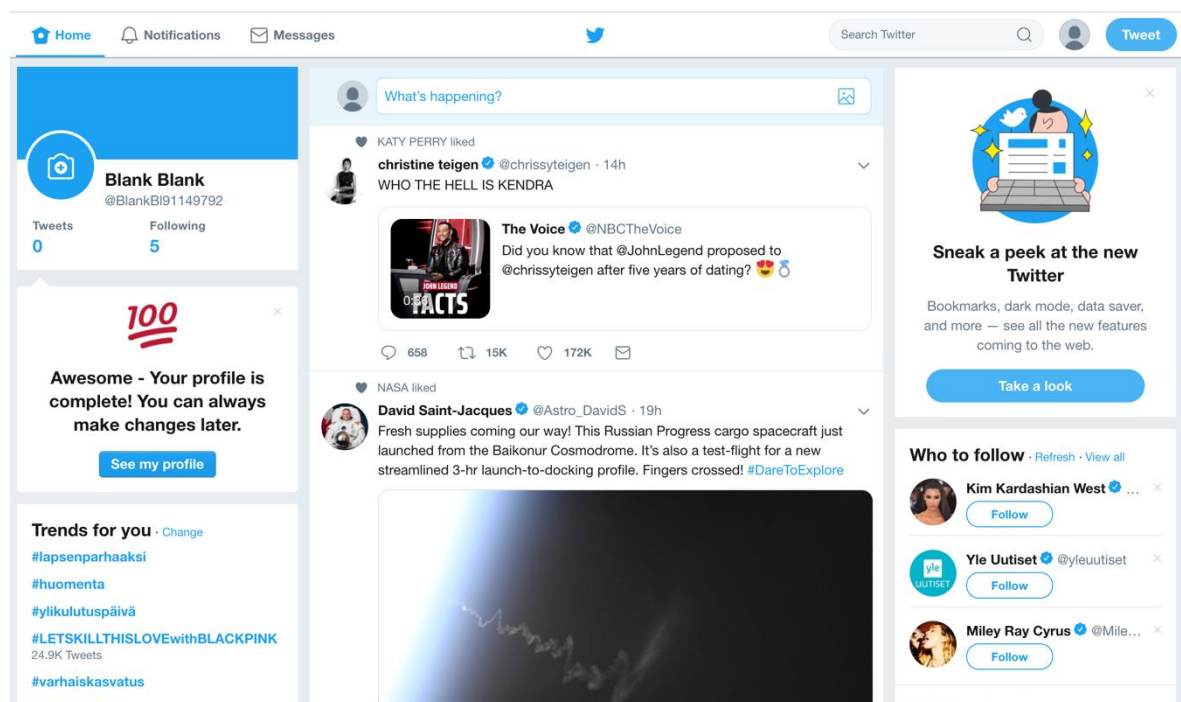 Home Notifications Messages Search Twitter Tweet
Blank Blank
@BlankBl91149792
Tweets Following
0 5
100
Awesome - Your profile is
complete! You can always
make changes later.
See my profile
Trends for you · Change
#lapsenparhaaksi
#huomenta
#ylikulutuspäivä
#LETSKILLTHISLOVEwithBLACKPINK
24.9K Tweets
#varhaiskasvatus
What's happening?
KATY PERRY liked
christine teigen @chrissyteigen · 14h
WHO THE HELL IS KENDRA
The Voice @NBCTheVoice
Did you know that @JohnLegend proposed to
@chrissyteigen after five years of dating? 😍💍
JOHN LEGEND
FACTS
658 15K 172K
NASA liked
David Saint-Jacques @Astro_DavidS · 19h
Fresh supplies coming our way! This Russian Progress cargo spacecraft just
launched from the Baikonur Cosmodrome. It's also a test-flight for a new
streamlined 3-hr launch-to-docking profile. Fingers crossed! #DareToExplore
Sneak a peek at the new
Twitter
Bookmarks, dark mode, data saver,
and more — see all the new features
coming to the web.
Take a look
Who to follow · Refresh · View all
Kim Kardashian West ...
Follow
Yle Uutiset @yleuutiset
yle
UUTISET
Follow
Miley Ray Cyrus @Mile...
Follow